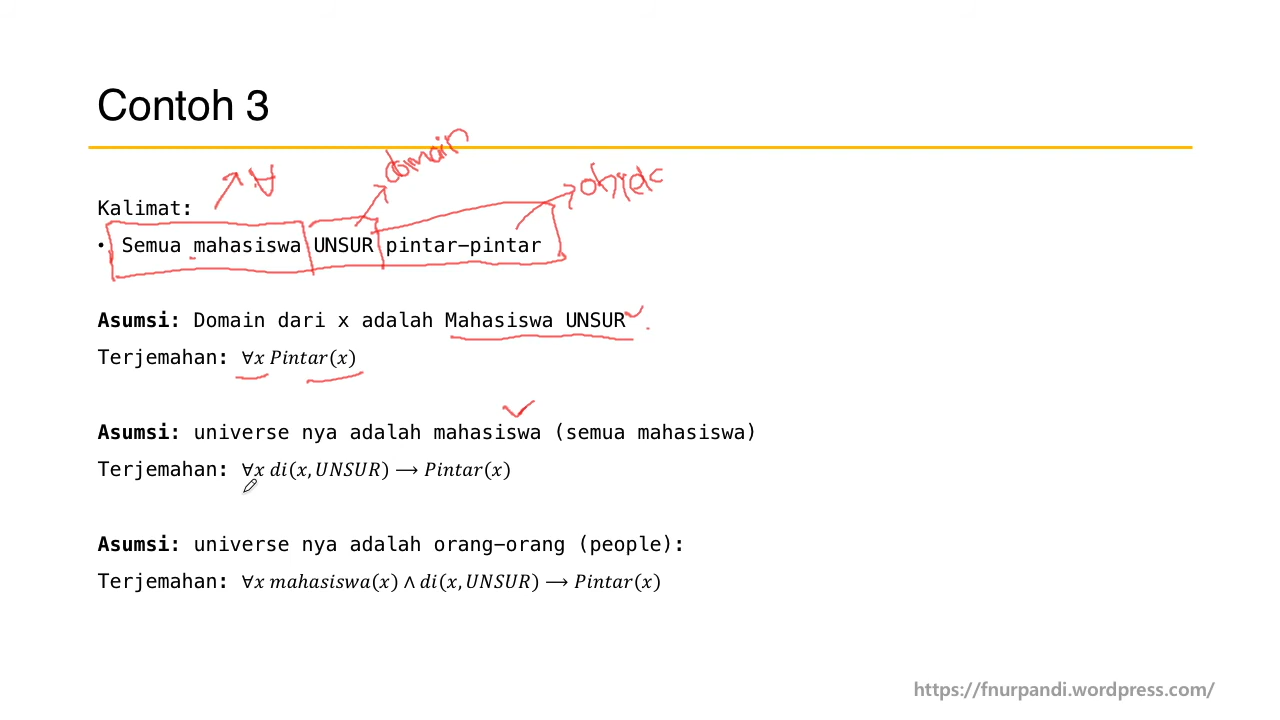 Contoh 3
domain
∀
objek
Kalimat:
• Semua mahasiswa UNSUR pintar-pintar
Asumsi: Domain dari x adalah Mahasiswa UNSUR
Terjemahan: ∀x Pintar(x)
Asumsi: universe nya adalah mahasiswa (semua mahasiswa)
Terjemahan: ∀x di(x, UNSUR) ⟶ Pintar(x)
Asumsi: universe nya adalah orang-orang (people):
Terjemahan: ∀x mahasiswa(x) ∧ di(x, UNSUR) ⟶ Pintar(x)
https://fnurpandi.wordpress.com/